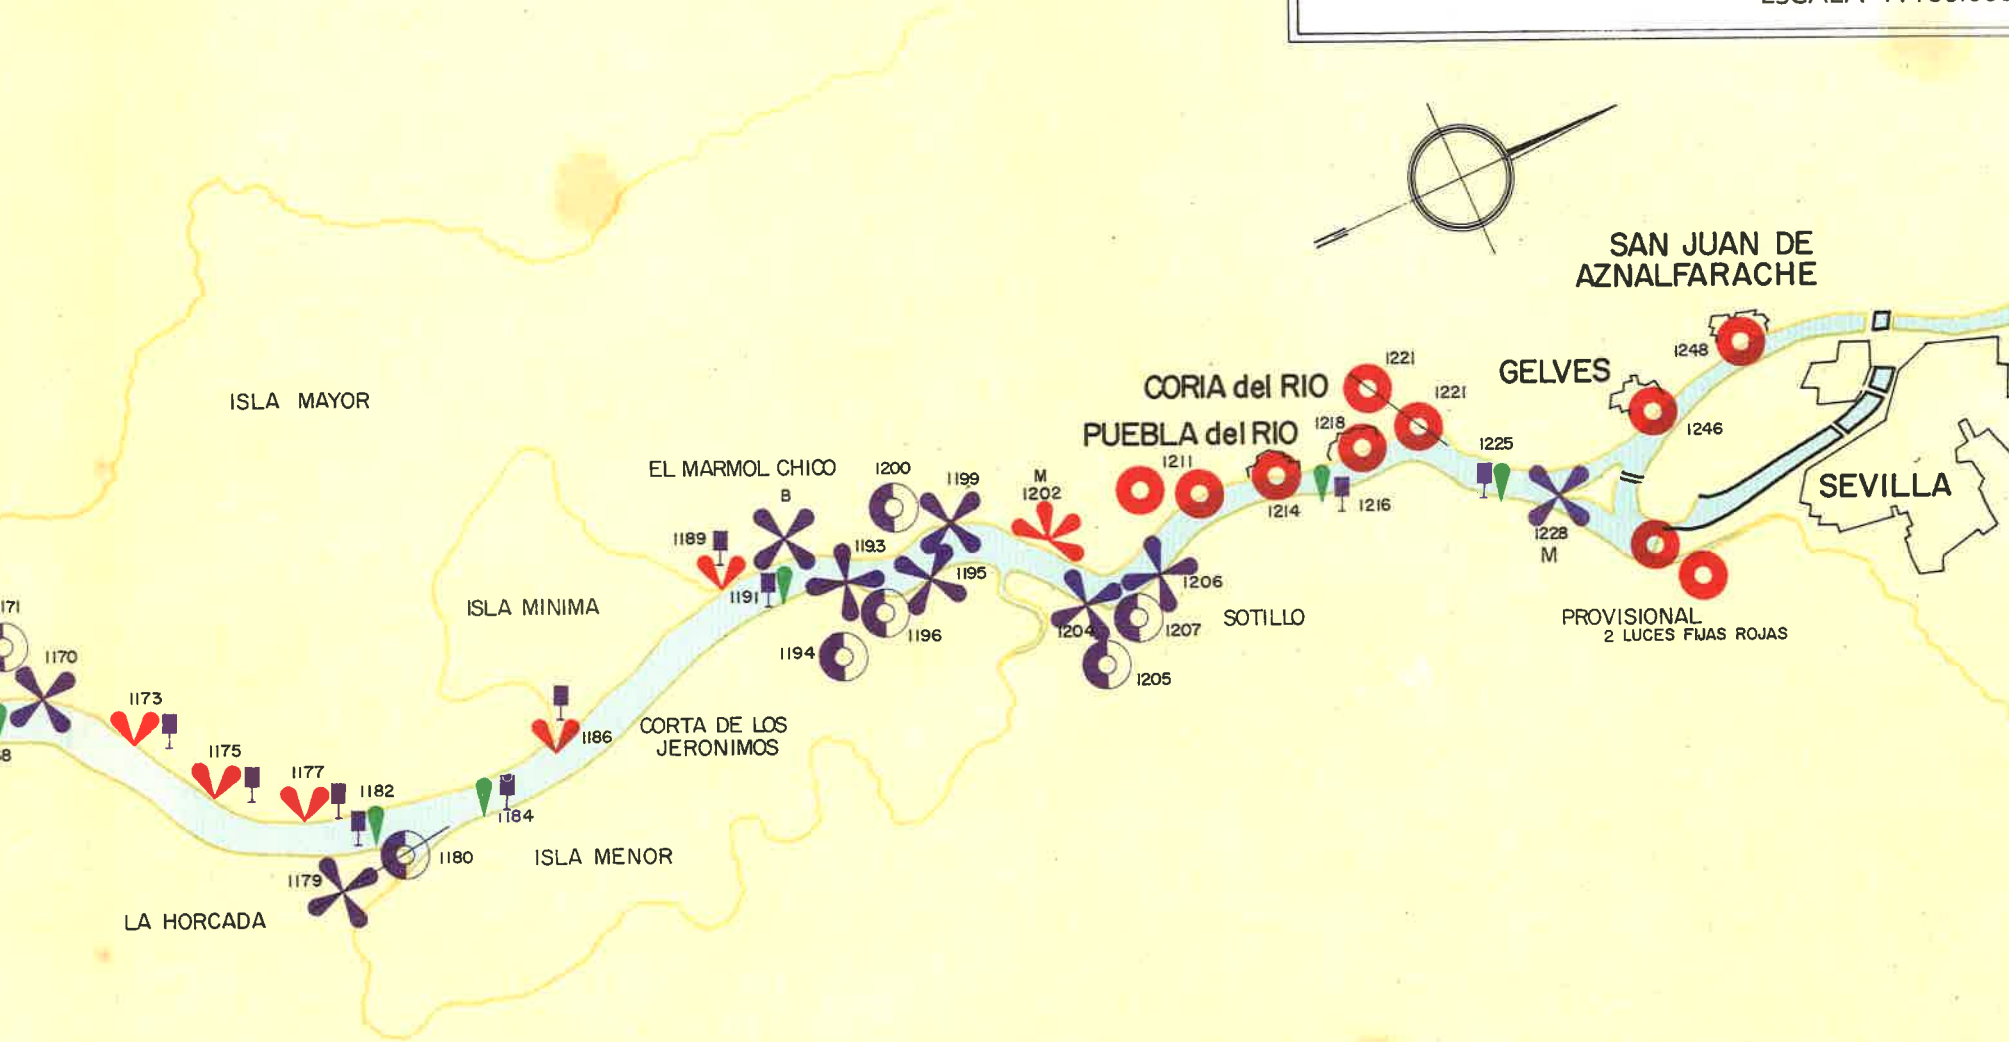 SAN JUAN DE
AZNALFARACHE
1248
GELVES
1246
1221
CORIA del RIO
1221
1218
PUEBLA del RIO
1225
1211
1214
1216
SEVILLA
1228
M
PROVISIONAL
2 LUCES FIJAS ROJAS
ISLA MAYOR
EL MARMOL CHICO
B
1200
1199
M
1202
1189
1193
1191
1195
1206
ISLA MINIMA
1196
1204
1207
SOTILLO
1194
1205
171
1170
1173
1186
CORTA DE LOS
JERONIMOS
1175
1177
1182
1184
1180
ISLA MENOR
1179
LA HORCADA